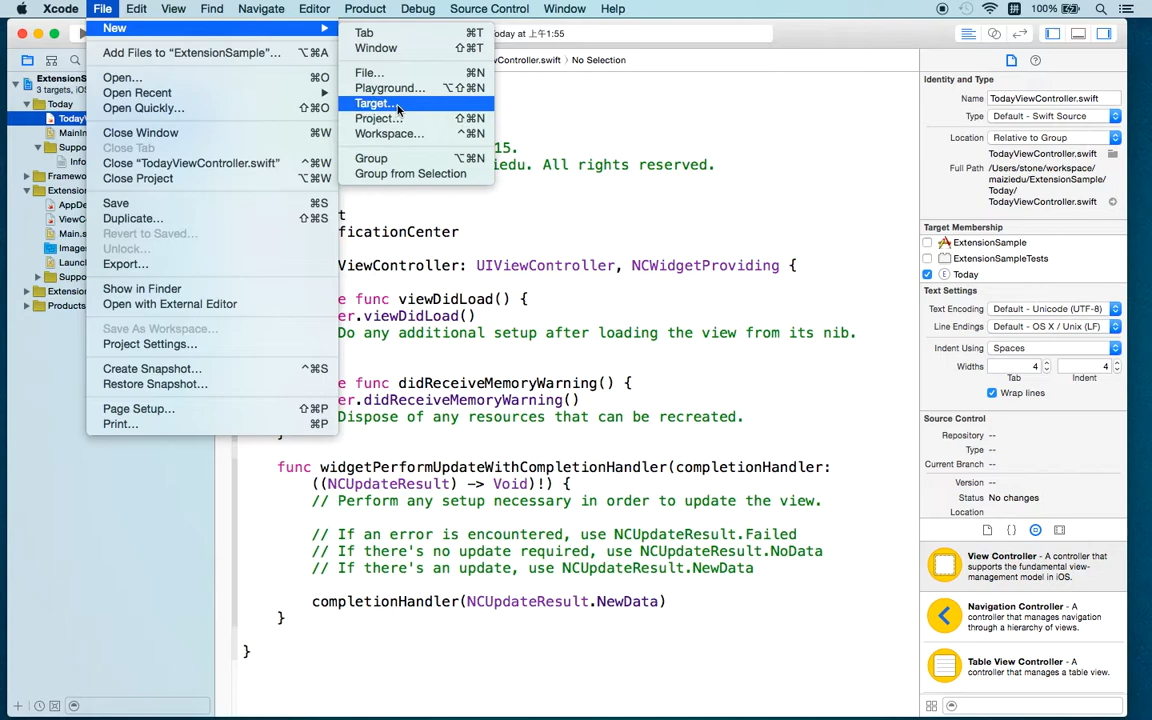 Xcode File Edit View Find Navigate Editor Product Debug Source Control Window Help 100%
New
Add Files to “ExtensionSample”... ⌥⌘A
Open... ⌘O
Open Recent
Open Quickly... ⇧⌘O
Close Window ⌘W
Close Tab
Close “TodayViewController.swift” ^⌘W
Close Project ⌥⌘W
Save ⌘S
Duplicate... ⇧⌘S
Revert to Saved...
Unlock...
Export...
Show in Finder
Open with External Editor
Save As Workspace...
Project Settings...
Create Snapshot... ^⌘S
Restore Snapshot...
Page Setup... ⇧⌘P
Print... ⌘P
Tab ⌘T
Window ⇧⌘T
File... ⌘N
Playground... ⌥⇧⌘N
Target...
Project... ⇧⌘N
Workspace... ^⌘N
Group ⌥⌘N
Group from Selection
oday at 上午1:55
wController.swift › No Selection
ExtensionS
3 targets, iOS
Today
TodayV
MainIn
Suppo
Info
Framewo
Extension
AppDe
ViewC
Main.s
Images
Launc
Suppo
Extension
Products
15.
iedu. All rights reserved.
t
ificationCenter
ViewController: UIViewController, NCWidgetProviding {
e func viewDidLoad() {
er.viewDidLoad()
Do any additional setup after loading the view from its nib.
e func didReceiveMemoryWarning() {
er.didReceiveMemoryWarning()
Dispose of any resources that can be recreated.
}
func widgetPerformUpdateWithCompletionHandler(completionHandler:
((NCUpdateResult) -> Void)!) {
// Perform any setup necessary in order to update the view.
// If an error is encountered, use NCUpdateResult.Failed
// If there's no update required, use NCUpdateResult.NoData
// If there's an update, use NCUpdateResult.NewData
completionHandler(NCUpdateResult.NewData)
}
}
Identity and Type
Name TodayViewController.swift
Type Default - Swift Source
Location Relative to Group
TodayViewController.swift
Full Path /Users/stone/workspace/
maiziedu/ExtensionSample/
Today/
TodayViewController.swift
Target Membership
ExtensionSample
ExtensionSampleTests
E Today
Text Settings
Text Encoding Default - Unicode (UTF-8)
Line Endings Default - OS X / Unix (LF)
Indent Using Spaces
Widths 4 4
Tab Indent
Wrap lines
Source Control
Repository --
Type --
Current Branch --
Version --
Status No changes
Location
{ }
View Controller - A controller that
supports the fundamental view-
management model in iOS.
Navigation Controller - A
controller that manages navigation
through a hierarchy of views.
Table View Controller - A
controller that manages a table view.